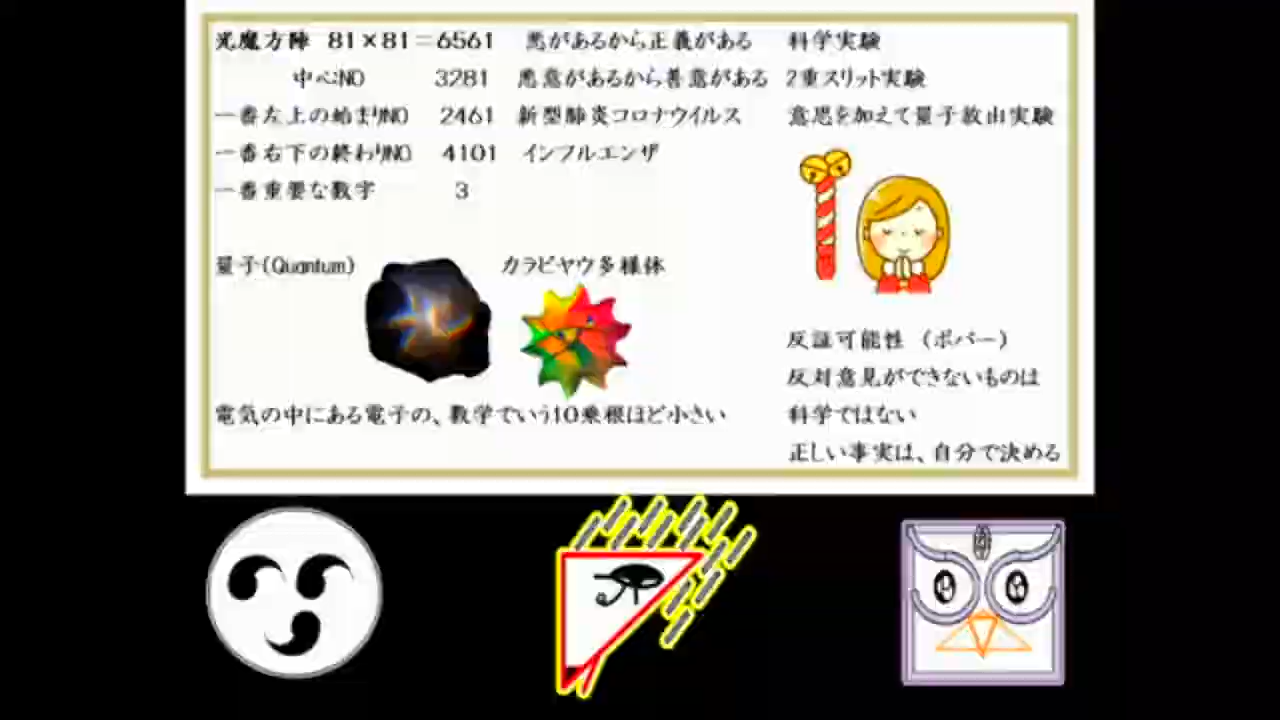 光魔方陣 81×81=6561 悪があるから正義がある 科学実験
中心NO 3281 悪意があるから善意がある 2重スリット実験
一番左上の始まりNO 2461 新型肺炎コロナウイルス 意思を加えて量子放出実験
一番右下の終わりNO 4101 インフルエンザ
一番重要な数字 3
量子(Quantum) カラビヤウ多様体
電気の中にある電子の、数学でいう10乗根ほど小さい
反証可能性 (ポパー)
反対意見ができないものは
科学ではない
正しい事実は、自分で決める